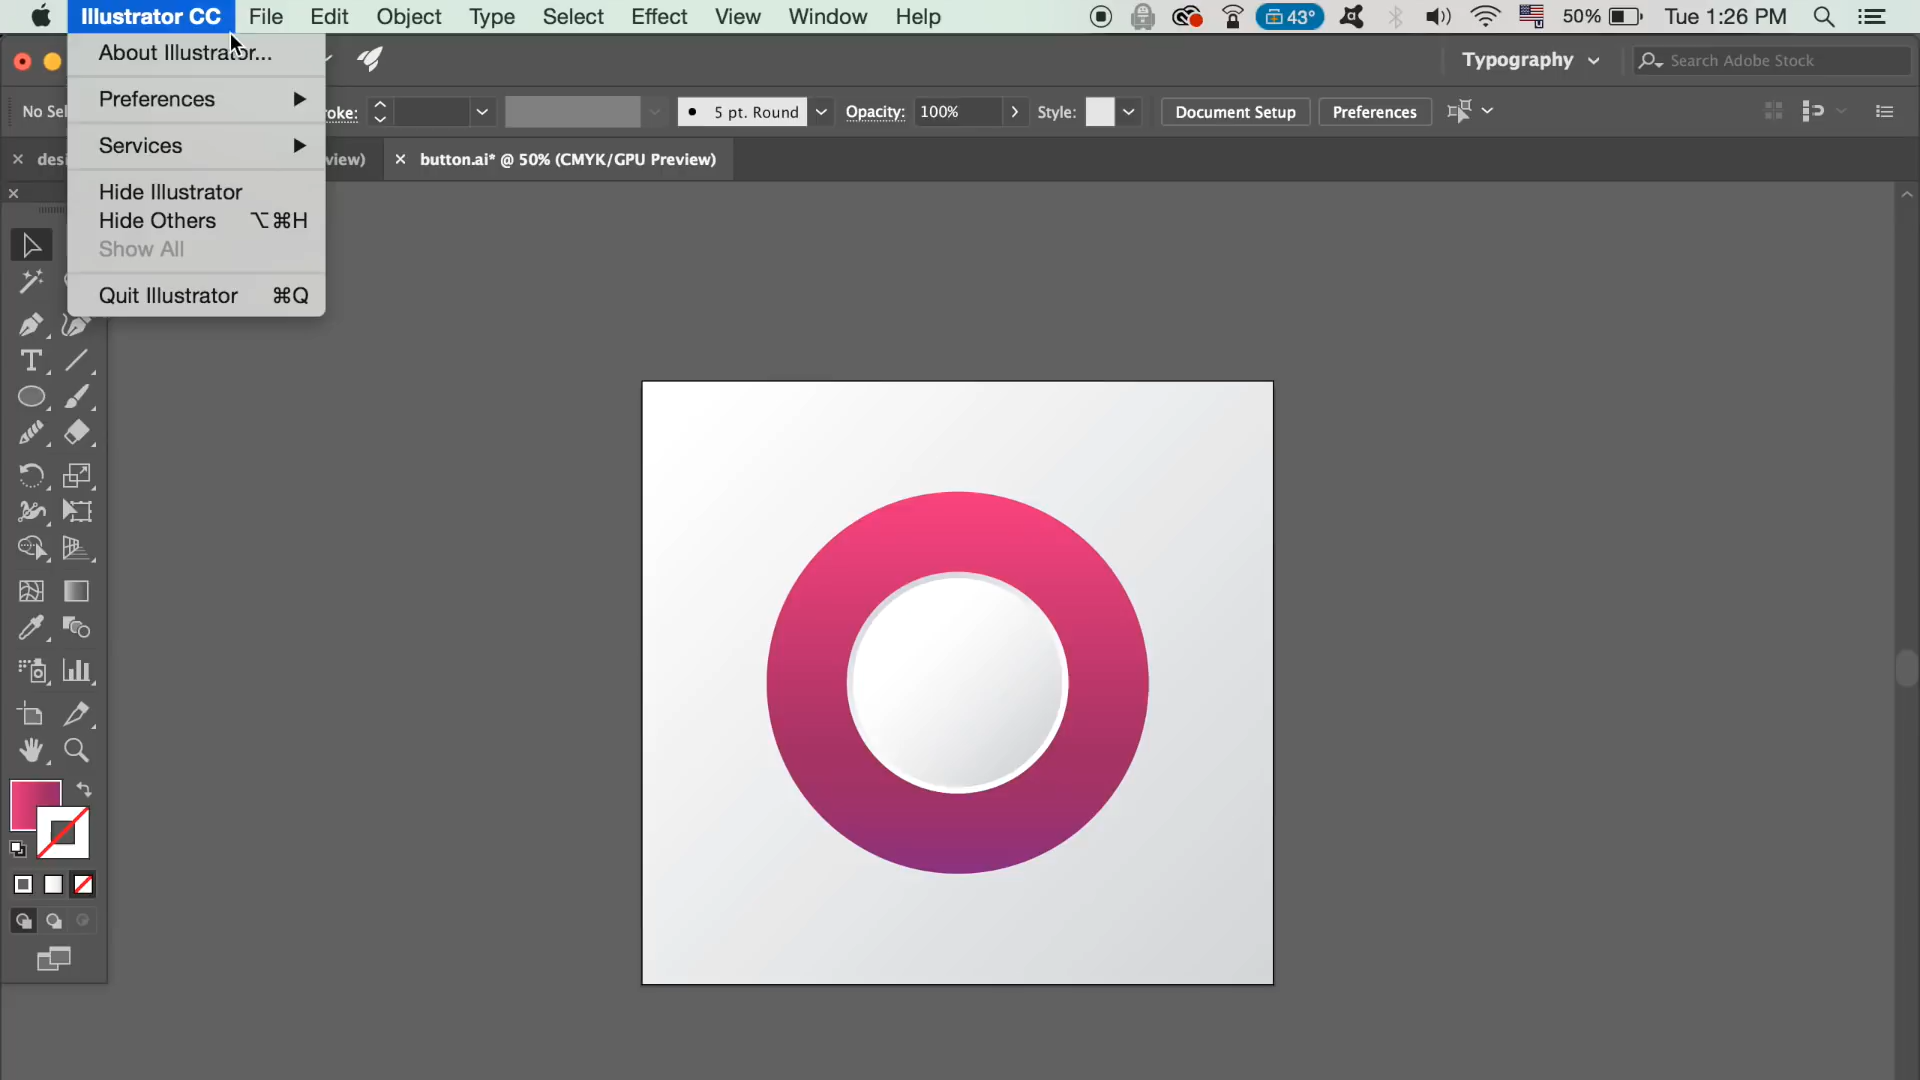 Illustrator CC File Edit Object Type Select Effect View Window Help 43° 50% Tue 1:26 PM
About Illustrator...
Typography
Search Adobe Stock
Preferences
No Sel
roke:
5 pt. Round
Opacity:
100%
Style:
Document Setup
Preferences
Services
desi
view)
button.ai* @ 50% (CMYK/GPU Preview)
Hide Illustrator
Hide Others ⌥⌘H
Show All
Quit Illustrator ⌘Q